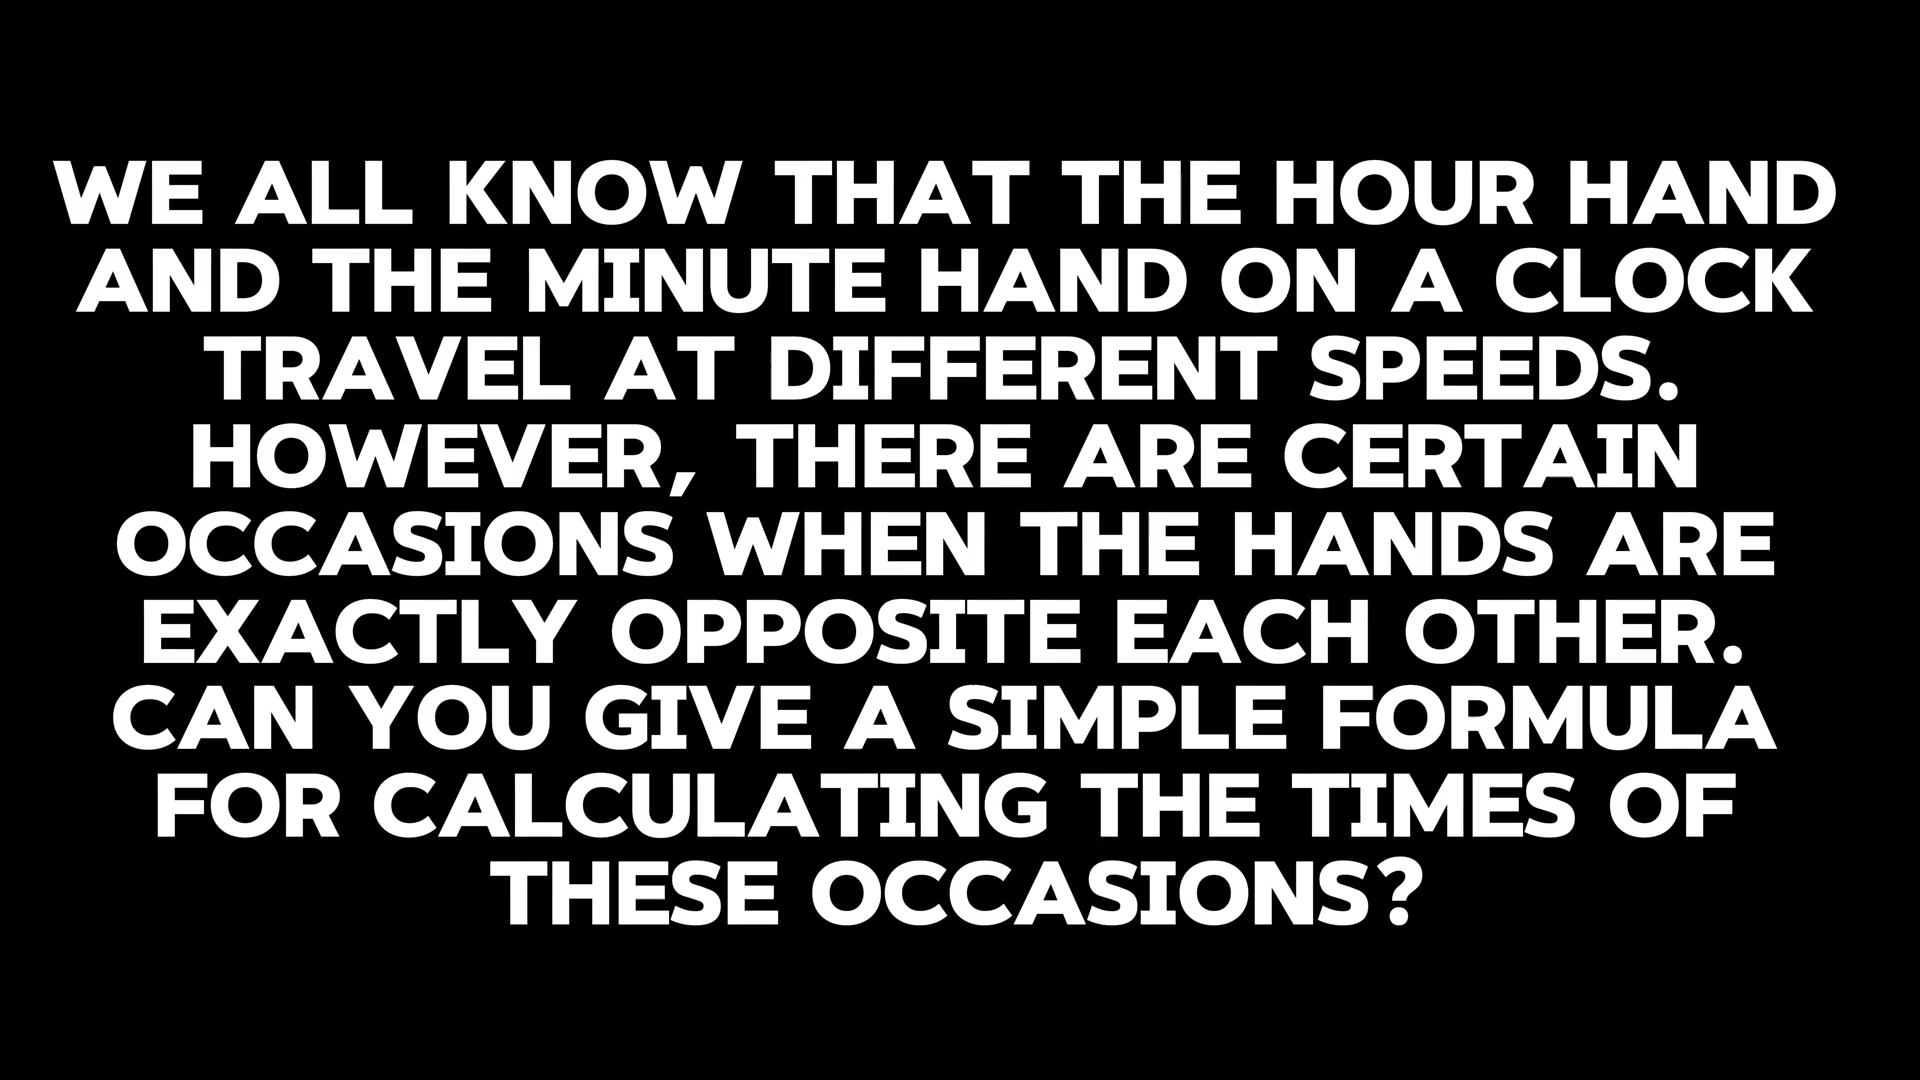 WE ALL KNOW THAT THE HOUR HAND
AND THE MINUTE HAND ON A CLOCK
TRAVEL AT DIFFERENT SPEEDS.
HOWEVER, THERE ARE CERTAIN
OCCASIONS WHEN THE HANDS ARE
EXACTLY OPPOSITE EACH OTHER.
CAN YOU GIVE A SIMPLE FORMULA
FOR CALCULATING THE TIMES OF
THESE OCCASIONS?